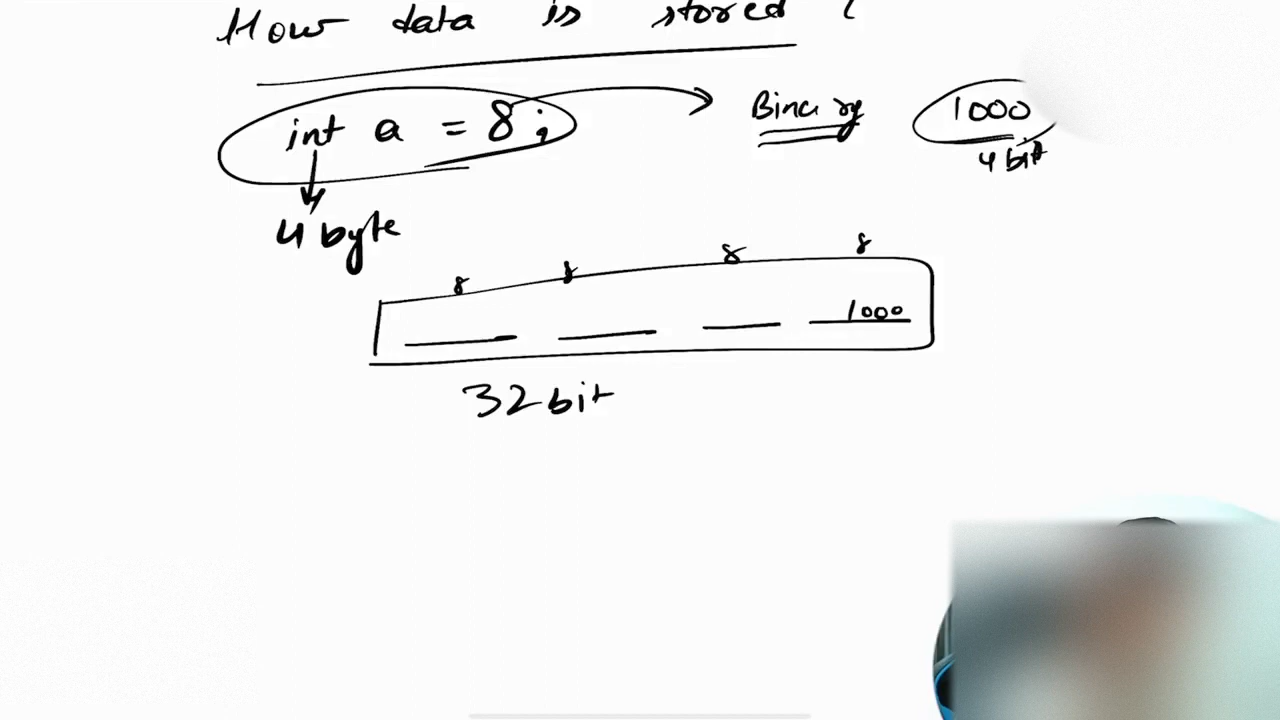 How data is stored
int a = 8; Binary 1000
4 bit
4 byte
8 8 8 8
1000
32 bit